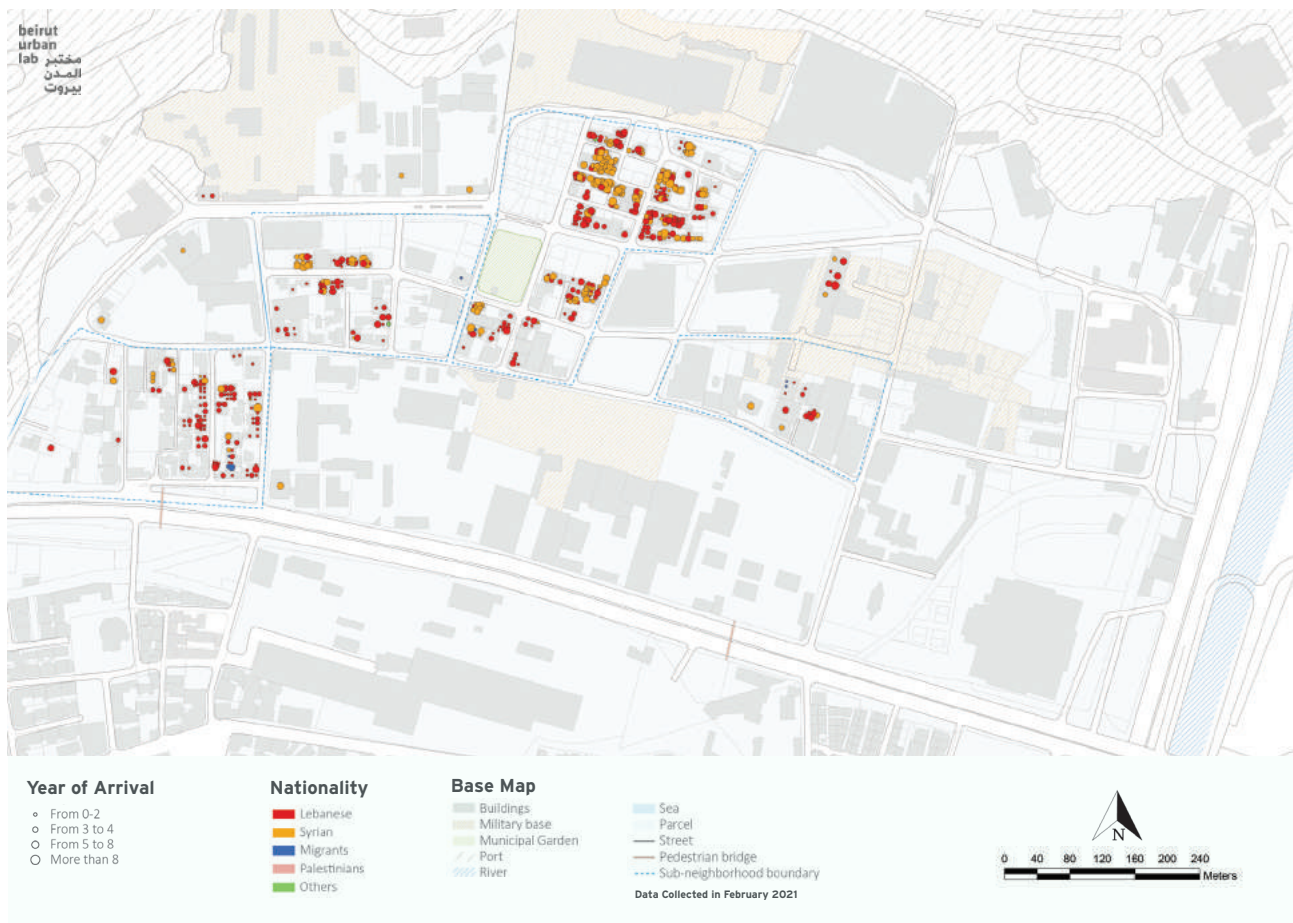 beirut
urban
lab مختبر
المدن
بيروت
Year of Arrival
From 0-2
From 3 to 4
From 5 to 8
More than 8
Nationality
Lebanese
Syrian
Migrants
Palestinians
Others
Base Map
Buildings
Military base
Municipal Garden
Port
River
Sea
Parcel
Street
Pedestrian bridge
Sub-neighborhood boundary
Data Collected in February 2021
N
0 40 80 120 160 200 240
Meters